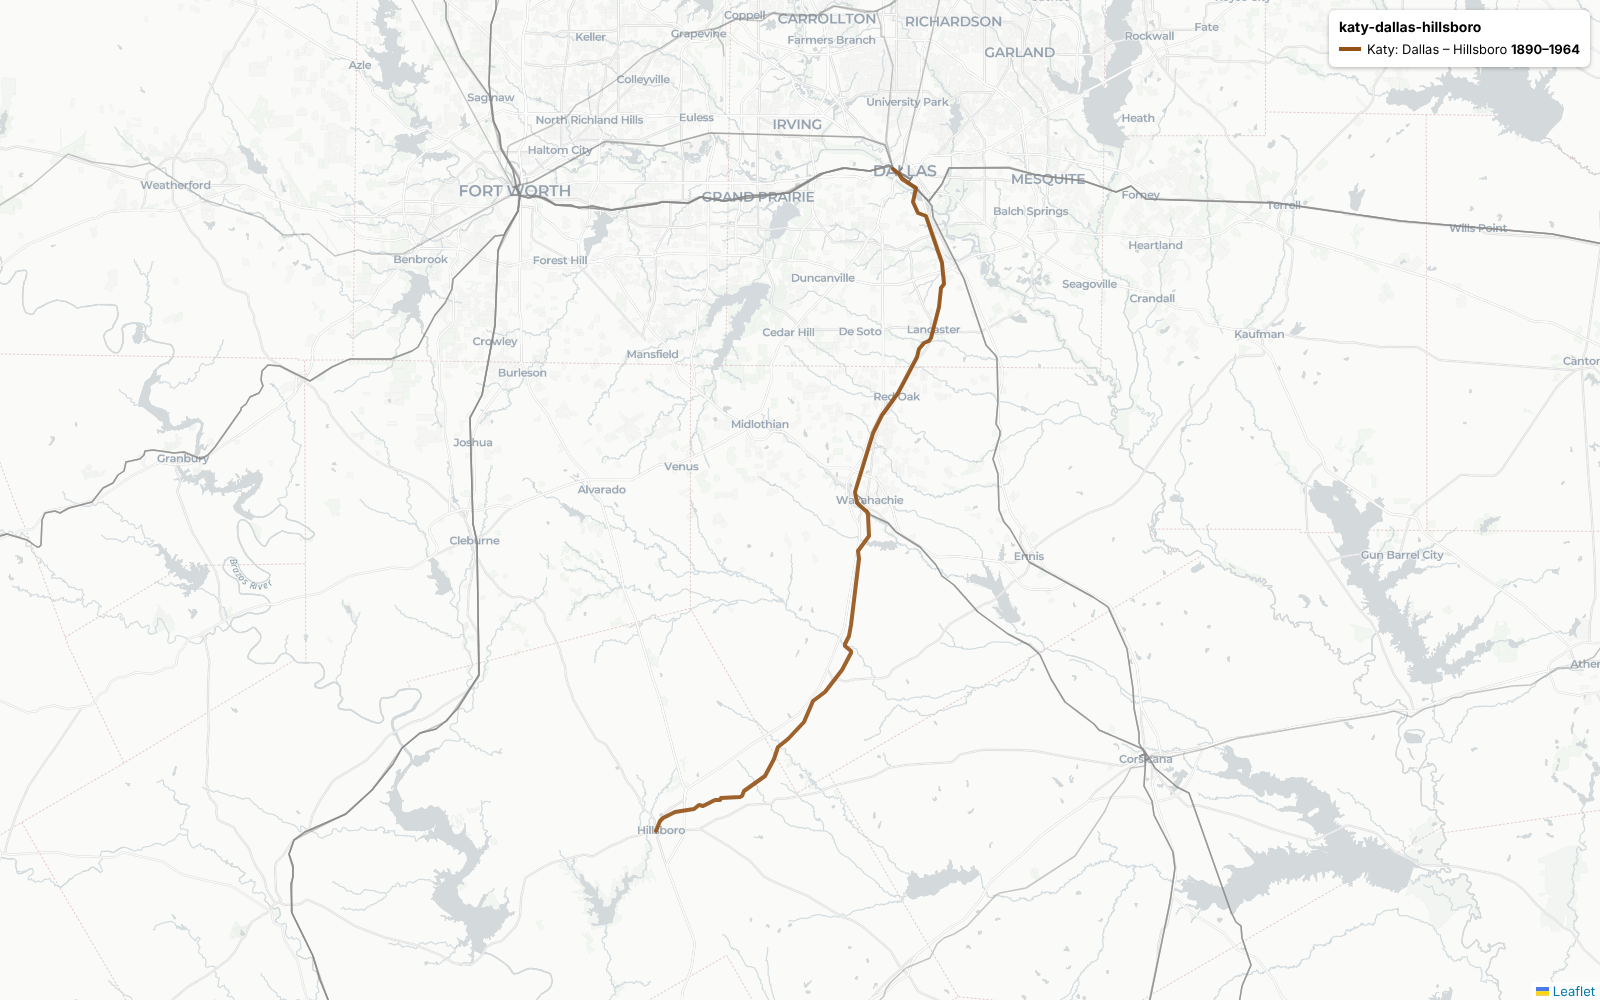 katy-dallas-hillsboro
Katy: Dallas – Hillsboro 1890–1964
Coppell
CARROLLTON
RICHARDSON
Fate
Rockwall
Keller
Grapevine
Farmers Branch
GARLAND
Azle
Colleyville
Saginaw
University Park
North Richland Hills
Euless
IRVING
Heath
Haltom City
DALLAS
Weatherford
FORT WORTH
GRAND PRAIRIE
MESQUITE
Forney
Terrell
Balch Springs
Wills Point
Benbrook
Forest Hill
Heartland
Duncanville
Seagoville
Crandall
Crowley
Cedar Hill
De Soto
Lancaster
Kaufman
Mansfield
Canton
Burleson
Red Oak
Midlothian
Joshua
Granbury
Venus
Alvarado
Waxahachie
Cleburne
Ennis
Gun Barrel City
Brazos River
Corsicana
Hillsboro
Leaflet